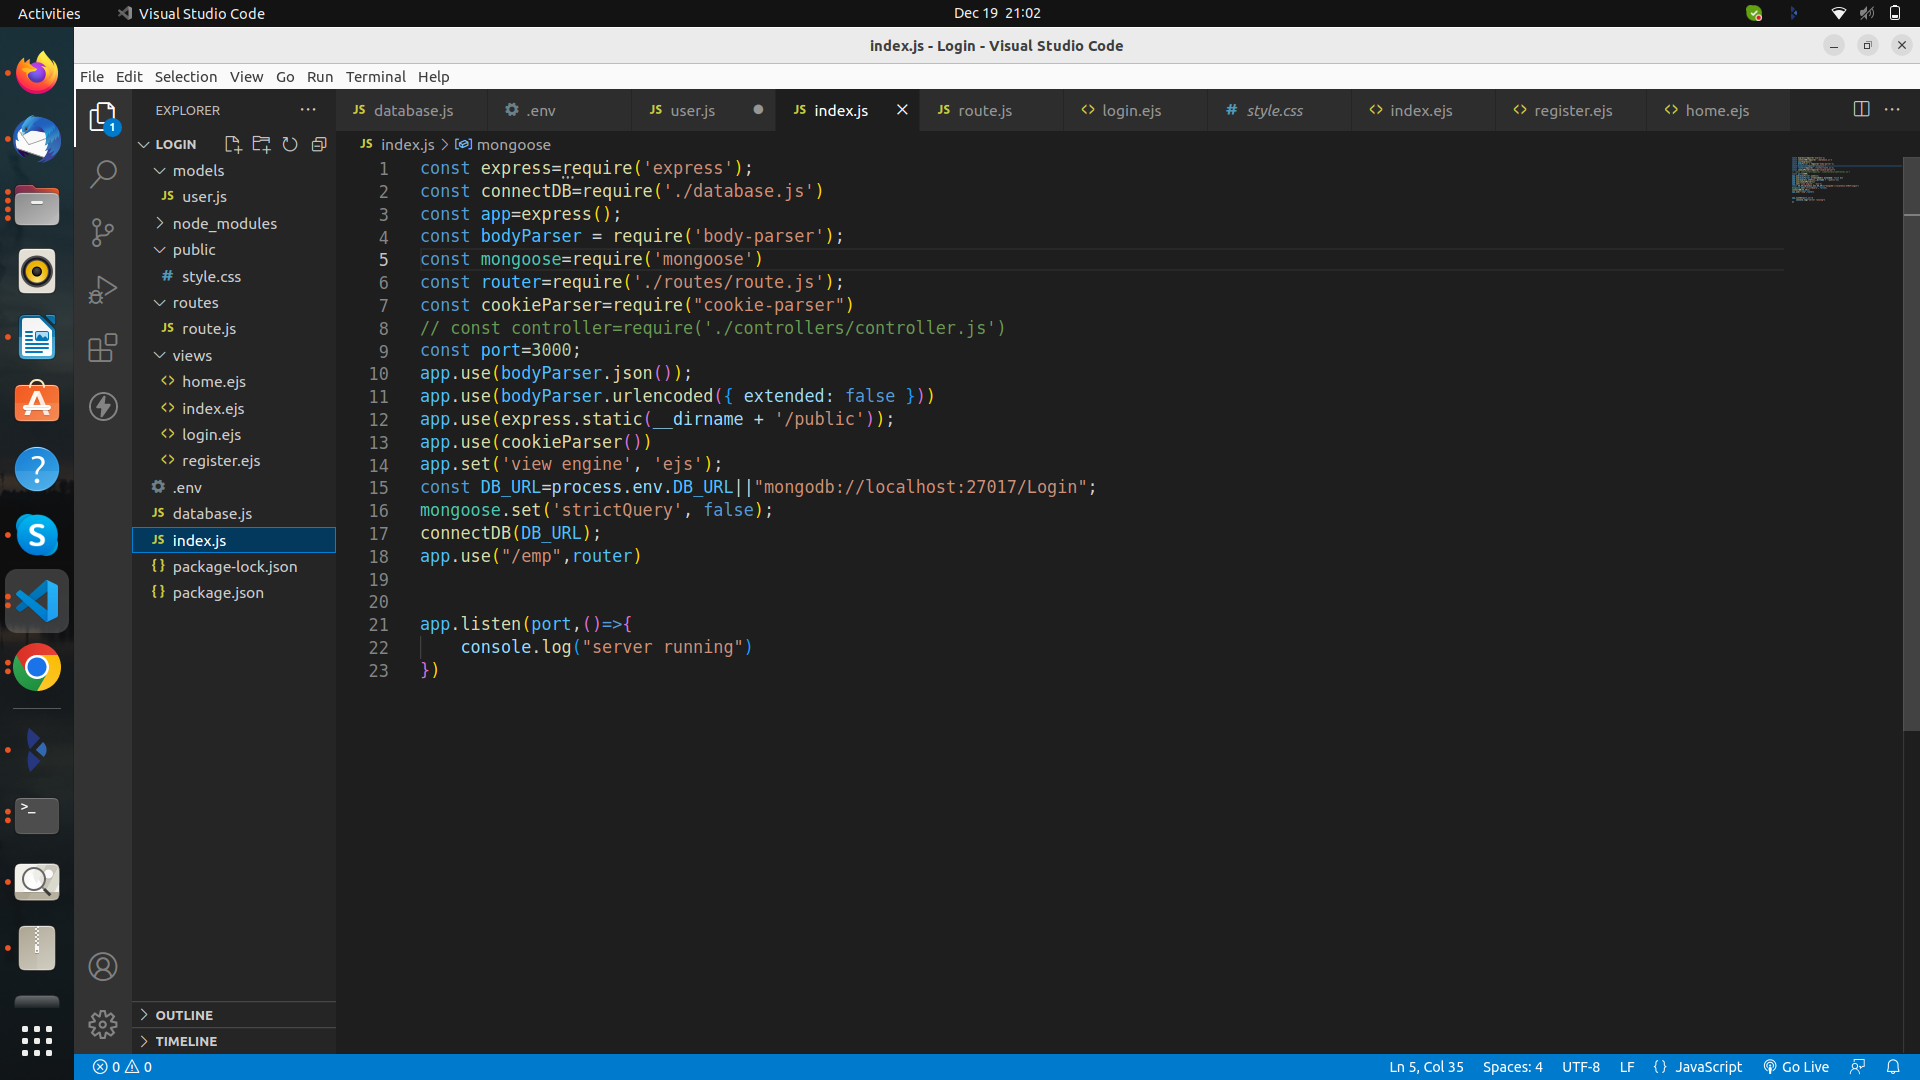 Activities
Visual Studio Code
Dec 19 21:02
index.js - Login - Visual Studio Code
File Edit Selection View Go Run Terminal Help
EXPLORER
database.js
.env
user.js
index.js
route.js
login.ejs
style.css
index.ejs
register.ejs
home.ejs
1
LOGIN
models
user.js
node_modules
public
style.css
routes
route.js
views
home.ejs
index.ejs
login.ejs
register.ejs
.env
database.js
index.js
package-lock.json
package.json
OUTLINE
TIMELINE
index.js > mongoose
1 const express=require('express');
2 const connectDB=require('./database.js')
3 const app=express();
4 const bodyParser = require('body-parser');
5 const mongoose=require('mongoose')
6 const router=require('./routes/route.js');
7 const cookieParser=require("cookie-parser")
8 // const controller=require('./controllers/controller.js')
9 const port=3000;
10 app.use(bodyParser.json());
11 app.use(bodyParser.urlencoded({ extended: false }))
12 app.use(express.static(__dirname + '/public'));
13 app.use(cookieParser())
14 app.set('view engine', 'ejs');
15 const DB_URL=process.env.DB_URL||"mongodb://localhost:27017/Login";
16 mongoose.set('strictQuery', false);
17 connectDB(DB_URL);
18 app.use("/emp",router)
19
20
21 app.listen(port,()=>{
22     console.log("server running")
23 })
0 0
Ln 5, Col 35
Spaces: 4
UTF-8
LF
{ } JavaScript
Go Live